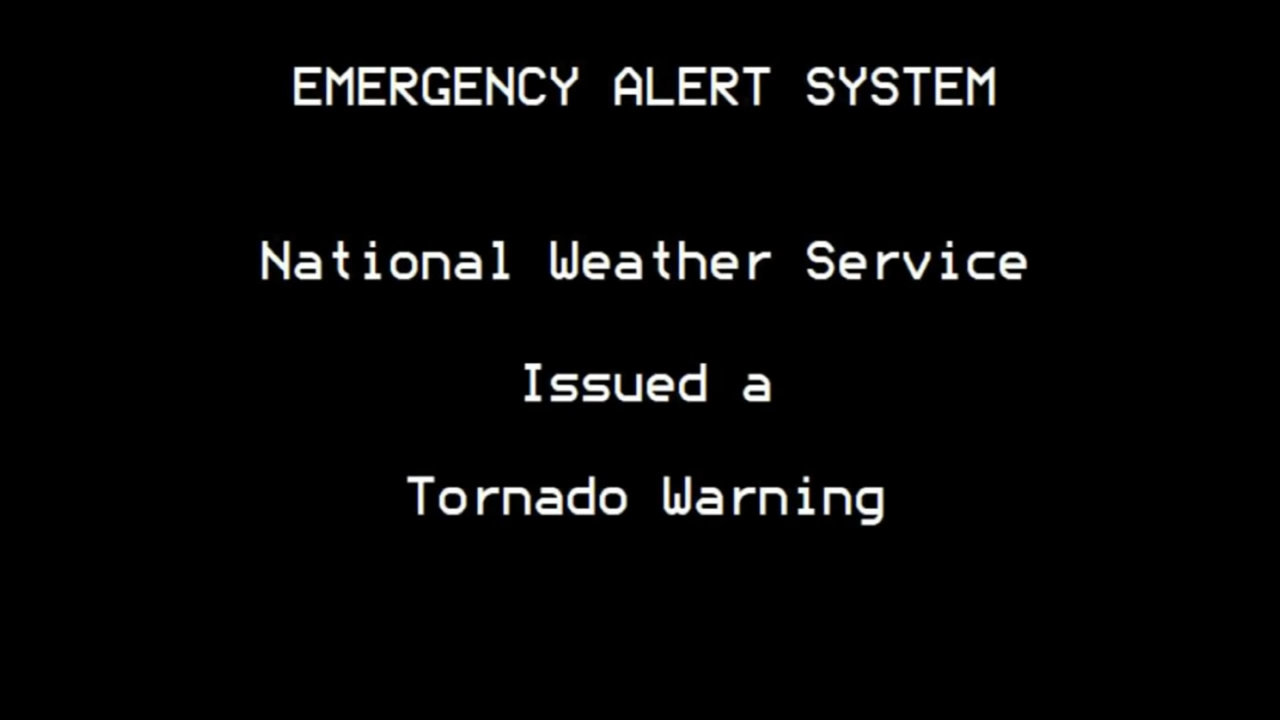 EMERGENCY ALERT SYSTEM
National Weather Service
Issued a
Tornado Warning